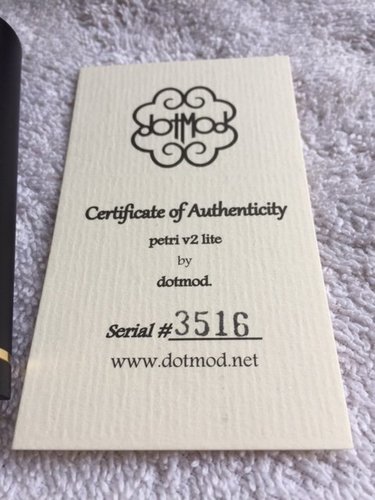 dotMod
Certificate of Authenticity
petri v2 lite
by
dotmod.
Serial #3516
www.dotmod.net